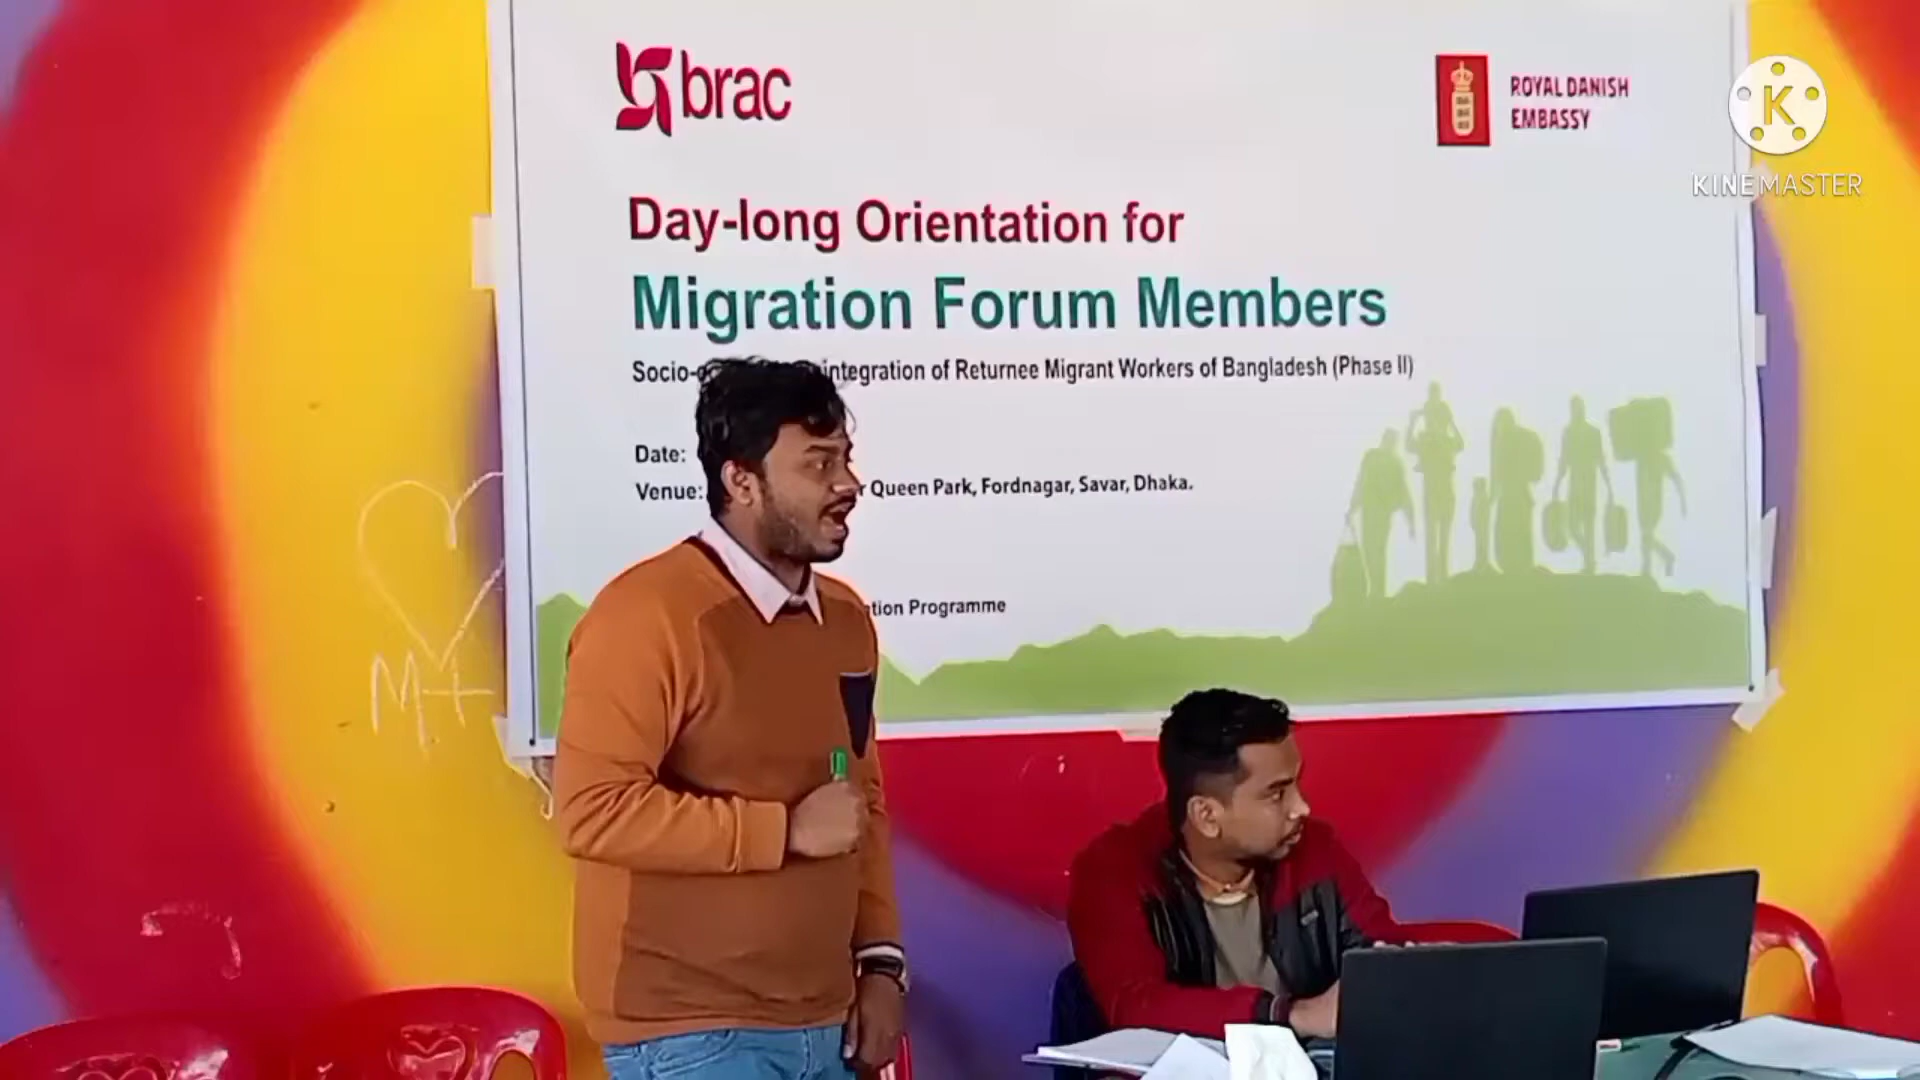 brac
ROYAL DANISH
EMBASSY
K
KINEMASTER
Day-long Orientation for
Migration Forum Members
Socio- integration of Returnee Migrant Workers of Bangladesh (Phase II)
Date:
Venue: Queen Park, Fordnagar, Savar, Dhaka.
Programme
M+